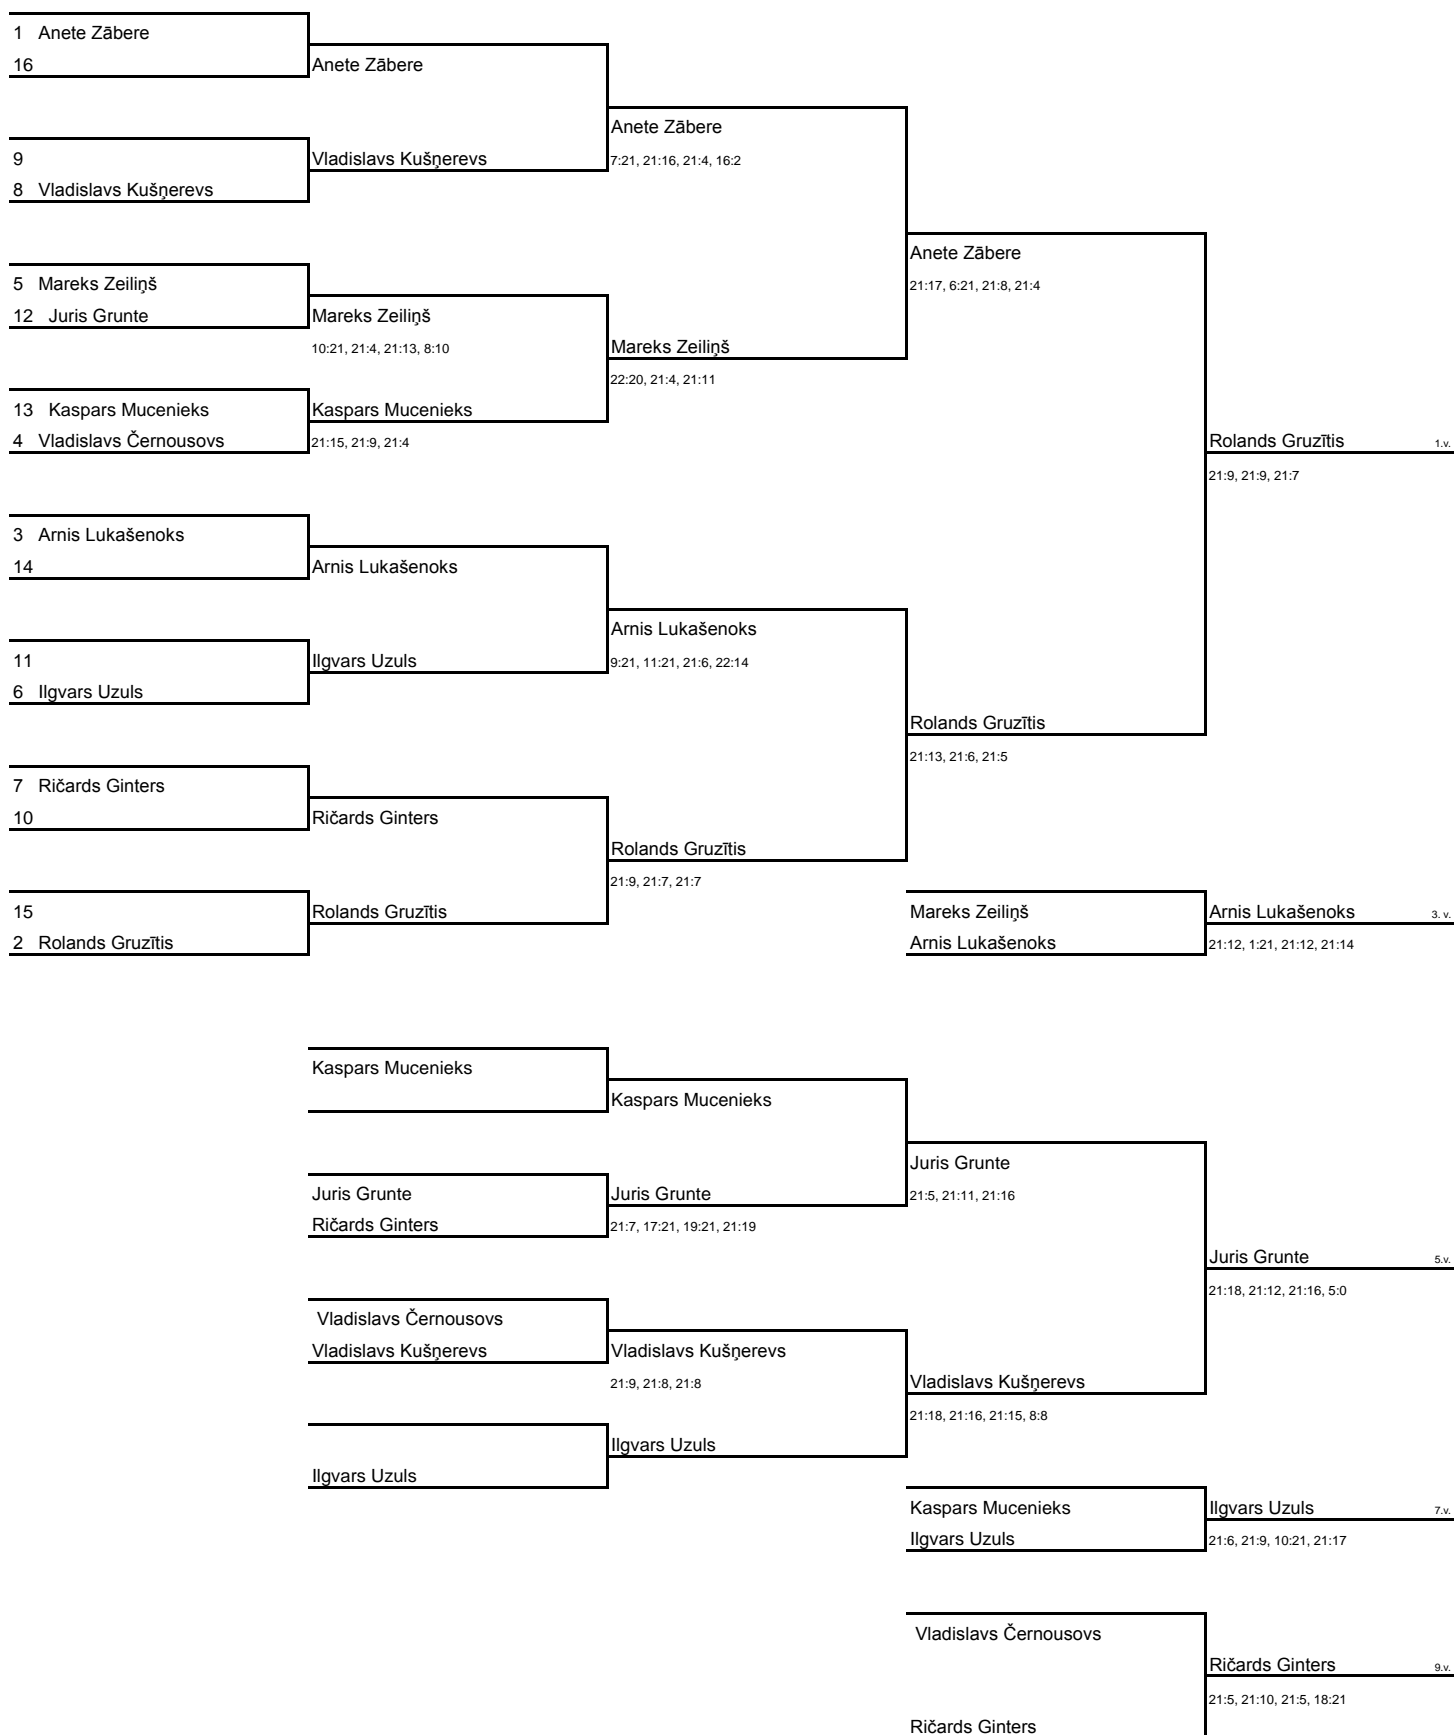 1 Anete Zābere
16
Anete Zābere
Anete Zābere
9
Vladislavs Kušņerevs
7:21, 21:16, 21:4, 16:2
8 Vladislavs Kušņerevs
Anete Zābere
5 Mareks Zeiliņš
21:17, 6:21, 21:8, 21:4
12 Juris Grunte
Mareks Zeiliņš
10:21, 21:4, 21:13, 8:10
Mareks Zeiliņš
22:20, 21:4, 21:11
13 Kaspars Mucenieks
Kaspars Mucenieks
4 Vladislavs Černousovs
21:15, 21:9, 21:4
Rolands Gruzītis 1.v.
21:9, 21:9, 21:7
3 Arnis Lukašenoks
14
Arnis Lukašenoks
Arnis Lukašenoks
11
Ilgvars Uzuls
9:21, 11:21, 21:6, 22:14
6 Ilgvars Uzuls
Rolands Gruzītis
21:13, 21:6, 21:5
7 Ričards Ginters
10
Ričards Ginters
Rolands Gruzītis
21:9, 21:7, 21:7
15
Rolands Gruzītis
Mareks Zeiliņš
Arnis Lukašenoks 3. v.
2 Rolands Gruzītis
Arnis Lukašenoks
21:12, 1:21, 21:12, 21:14
Kaspars Mucenieks
Kaspars Mucenieks
Juris Grunte
Juris Grunte
Juris Grunte
21:5, 21:11, 21:16
Ričards Ginters
21:7, 17:21, 19:21, 21:19
Juris Grunte 5.v.
21:18, 21:12, 21:16, 5:0
Vladislavs Černousovs
Vladislavs Kušņerevs
Vladislavs Kušņerevs
21:9, 21:8, 21:8
Vladislavs Kušņerevs
21:18, 21:16, 21:15, 8:8
Ilgvars Uzuls
Ilgvars Uzuls
Kaspars Mucenieks
Ilgvars Uzuls 7.v.
Ilgvars Uzuls
21:6, 21:9, 10:21, 21:17
Vladislavs Černousovs
Ričards Ginters 9.v.
21:5, 21:10, 21:5, 18:21
Ričards Ginters